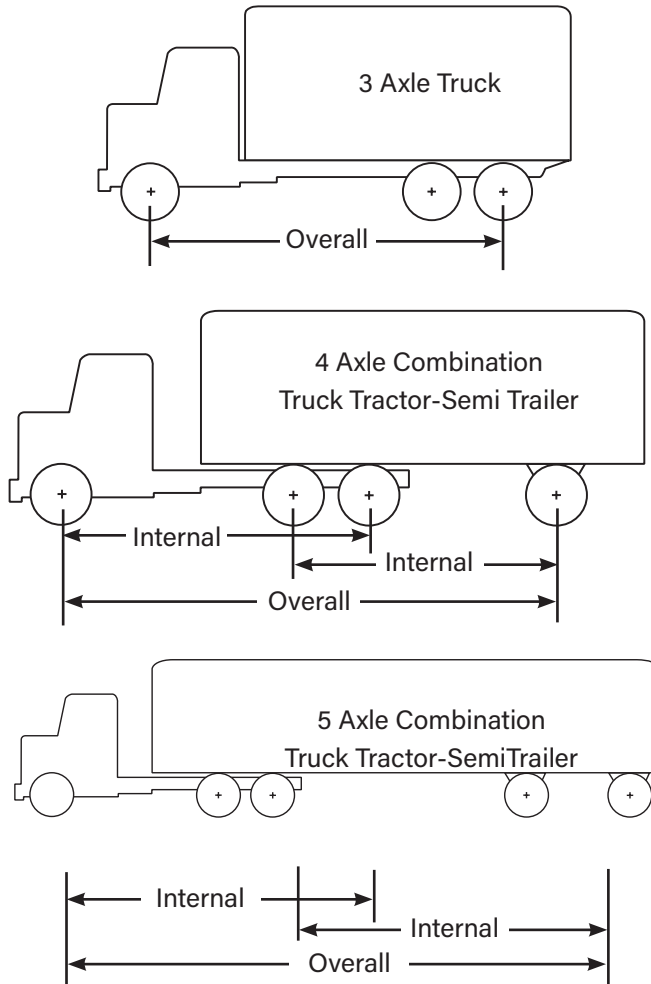 3 Axle Truck
Overall
4 Axle Combination
Truck Tractor-Semi Trailer
Internal
Internal
Overall
5 Axle Combination
Truck Tractor-SemiTrailer
Internal
Internal
Overall